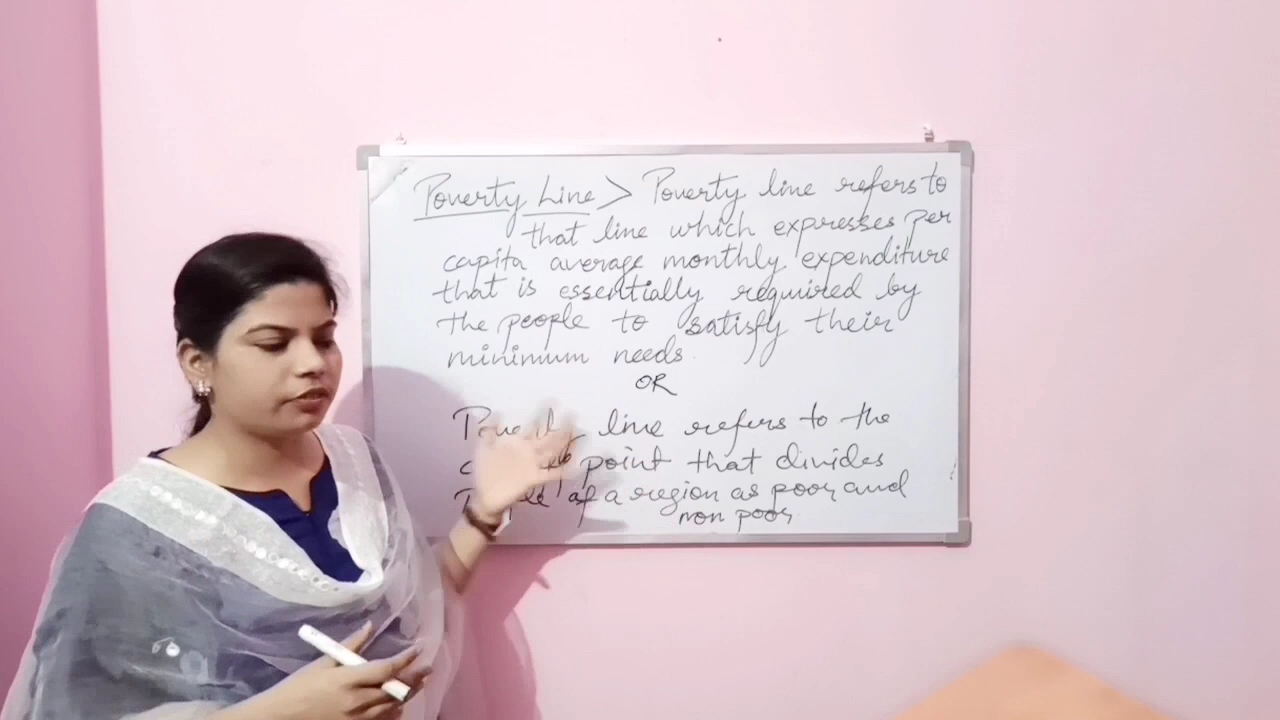 Poverty Line > Poverty line refers to
that line which expresses per
capita average monthly expenditure
that is essentially required by
the people to satisfy their
minimum needs
OR
Poverty line refers to the
point that divides
of a region as poor and
non poor